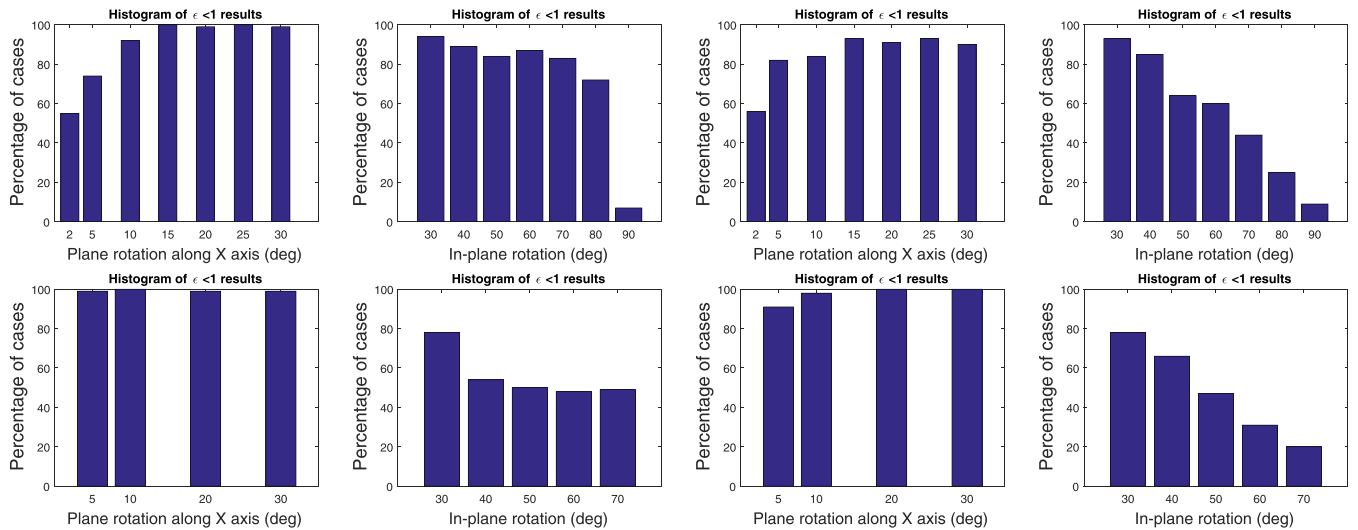 Histogram of ϵ <1 results
Percentage of cases
100
80
60
40
20
0
2 5 10 15 20 25 30
Plane rotation along X axis (deg)
Histogram of ϵ <1 results
Percentage of cases
100
80
60
40
20
0
30 40 50 60 70 80 90
In-plane rotation (deg)
Histogram of ϵ <1 results
Percentage of cases
100
80
60
40
20
0
2 5 10 15 20 25 30
Plane rotation along X axis (deg)
Histogram of ϵ <1 results
Percentage of cases
100
80
60
40
20
0
30 40 50 60 70 80 90
In-plane rotation (deg)
Histogram of ϵ <1 results
Percentage of cases
100
80
60
40
20
0
5 10 20 30
Plane rotation along X axis (deg)
Histogram of ϵ <1 results
Percentage of cases
100
80
60
40
20
0
30 40 50 60 70
In-plane rotation (deg)
Histogram of ϵ <1 results
Percentage of cases
100
80
60
40
20
0
5 10 20 30
Plane rotation along X axis (deg)
Histogram of ϵ <1 results
Percentage of cases
100
80
60
40
20
0
30 40 50 60 70
In-plane rotation (deg)